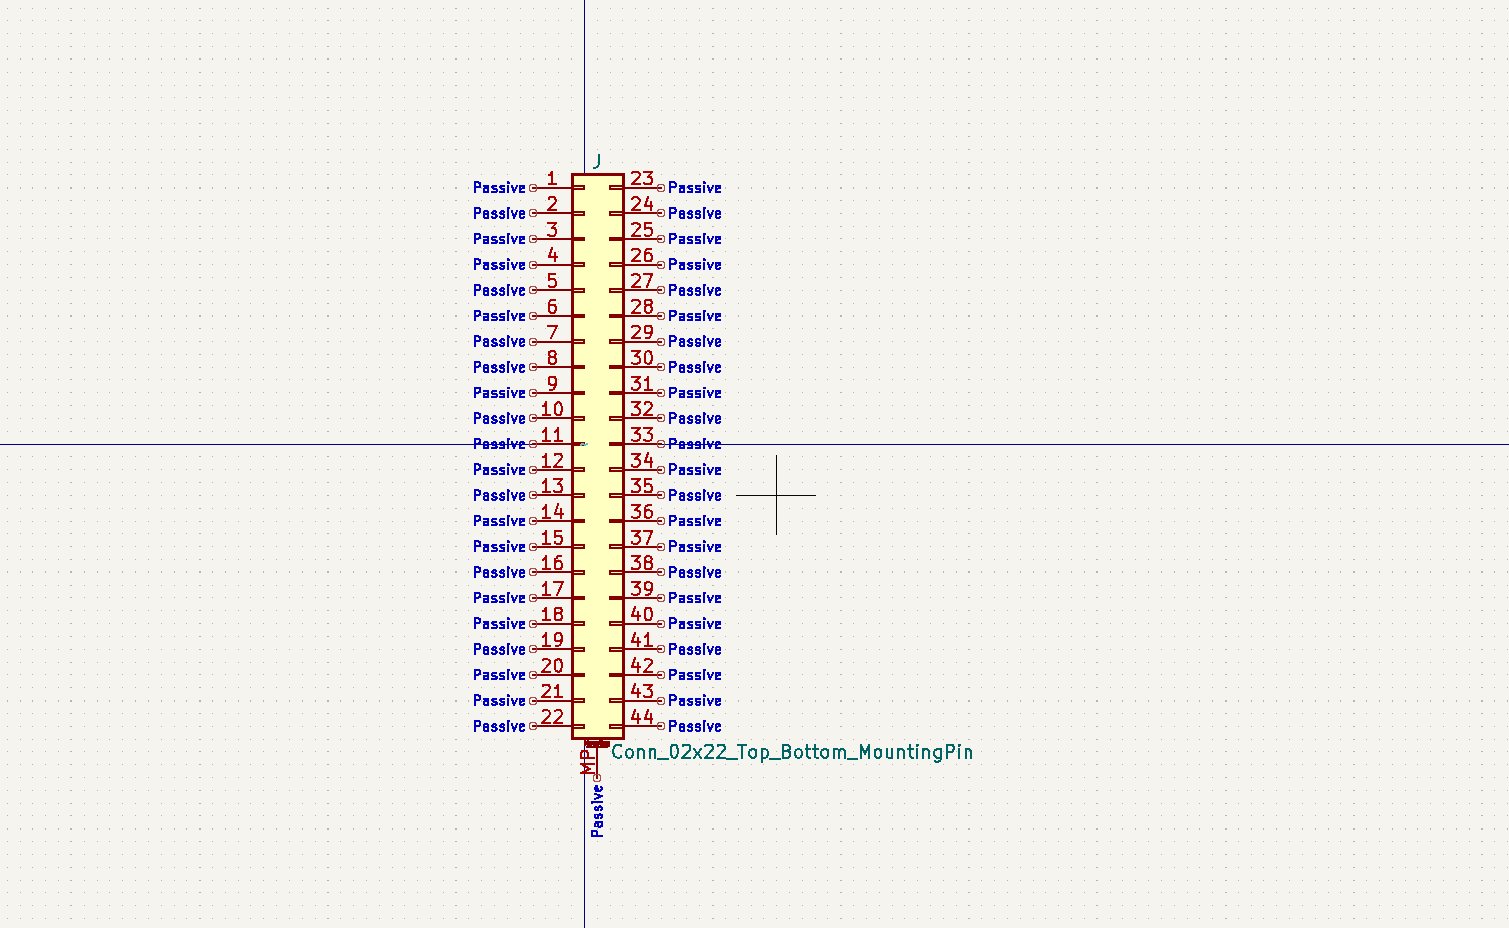 J
Passive 1 23 Passive
Passive 2 24 Passive
Passive 3 25 Passive
Passive 4 26 Passive
Passive 5 27 Passive
Passive 6 28 Passive
Passive 7 29 Passive
Passive 8 30 Passive
Passive 9 31 Passive
Passive 10 32 Passive
Passive 11 33 Passive
Passive 12 34 Passive
Passive 13 35 Passive
Passive 14 36 Passive
Passive 15 37 Passive
Passive 16 38 Passive
Passive 17 39 Passive
Passive 18 40 Passive
Passive 19 41 Passive
Passive 20 42 Passive
Passive 21 43 Passive
Passive 22 44 Passive
Conn_02x22_Top_Bottom_MountingPin
MP
Passive